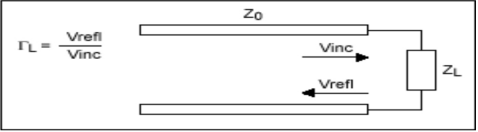 Z0
ΓL = Vrefl
Vinc
Vinc
Vrefl
ZL